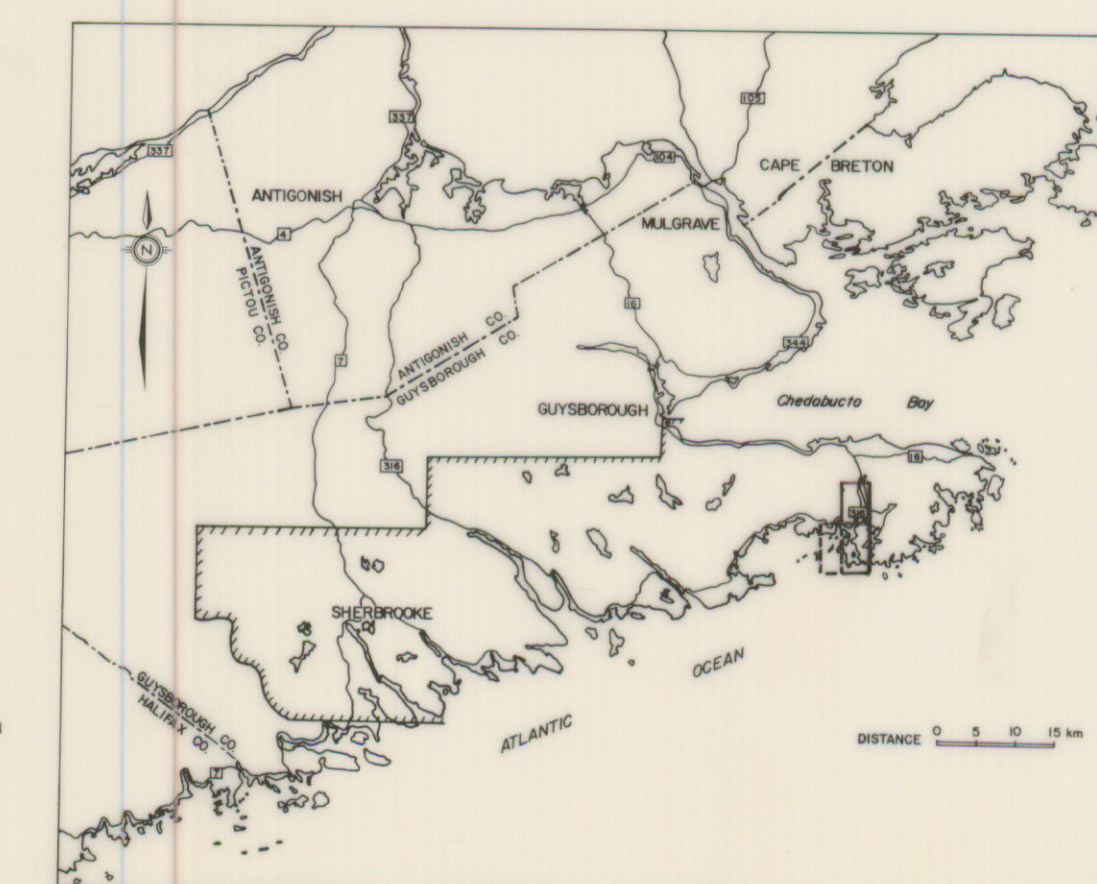 337
105
337
104
CAPE BRETON
ANTIGONISH
MULGRAVE
4
N
ANTIGONISH CO.
PICTOU CO.
16
344
7
ANTIGONISH CO.
GUYSBOROUGH CO.
Chedabucto Bay
GUYSBOROUGH
16
316
316
SHERBROOKE
OCEAN
GUYSBOROUGH CO.
HALIFAX CO.
ATLANTIC
DISTANCE 0 5 10 15 km
7